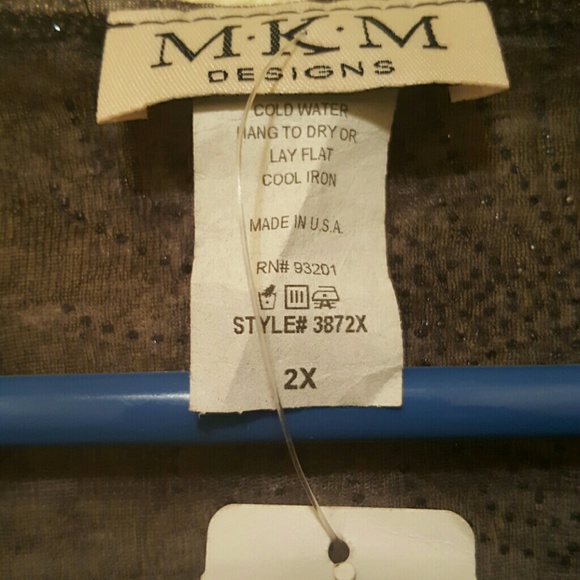 M·K·M
DESIGNS
COLD WATER
HANG TO DRY OR
LAY FLAT
COOL IRON
MADE IN U.S.A.
RN# 93201
STYLE# 3872X
2X